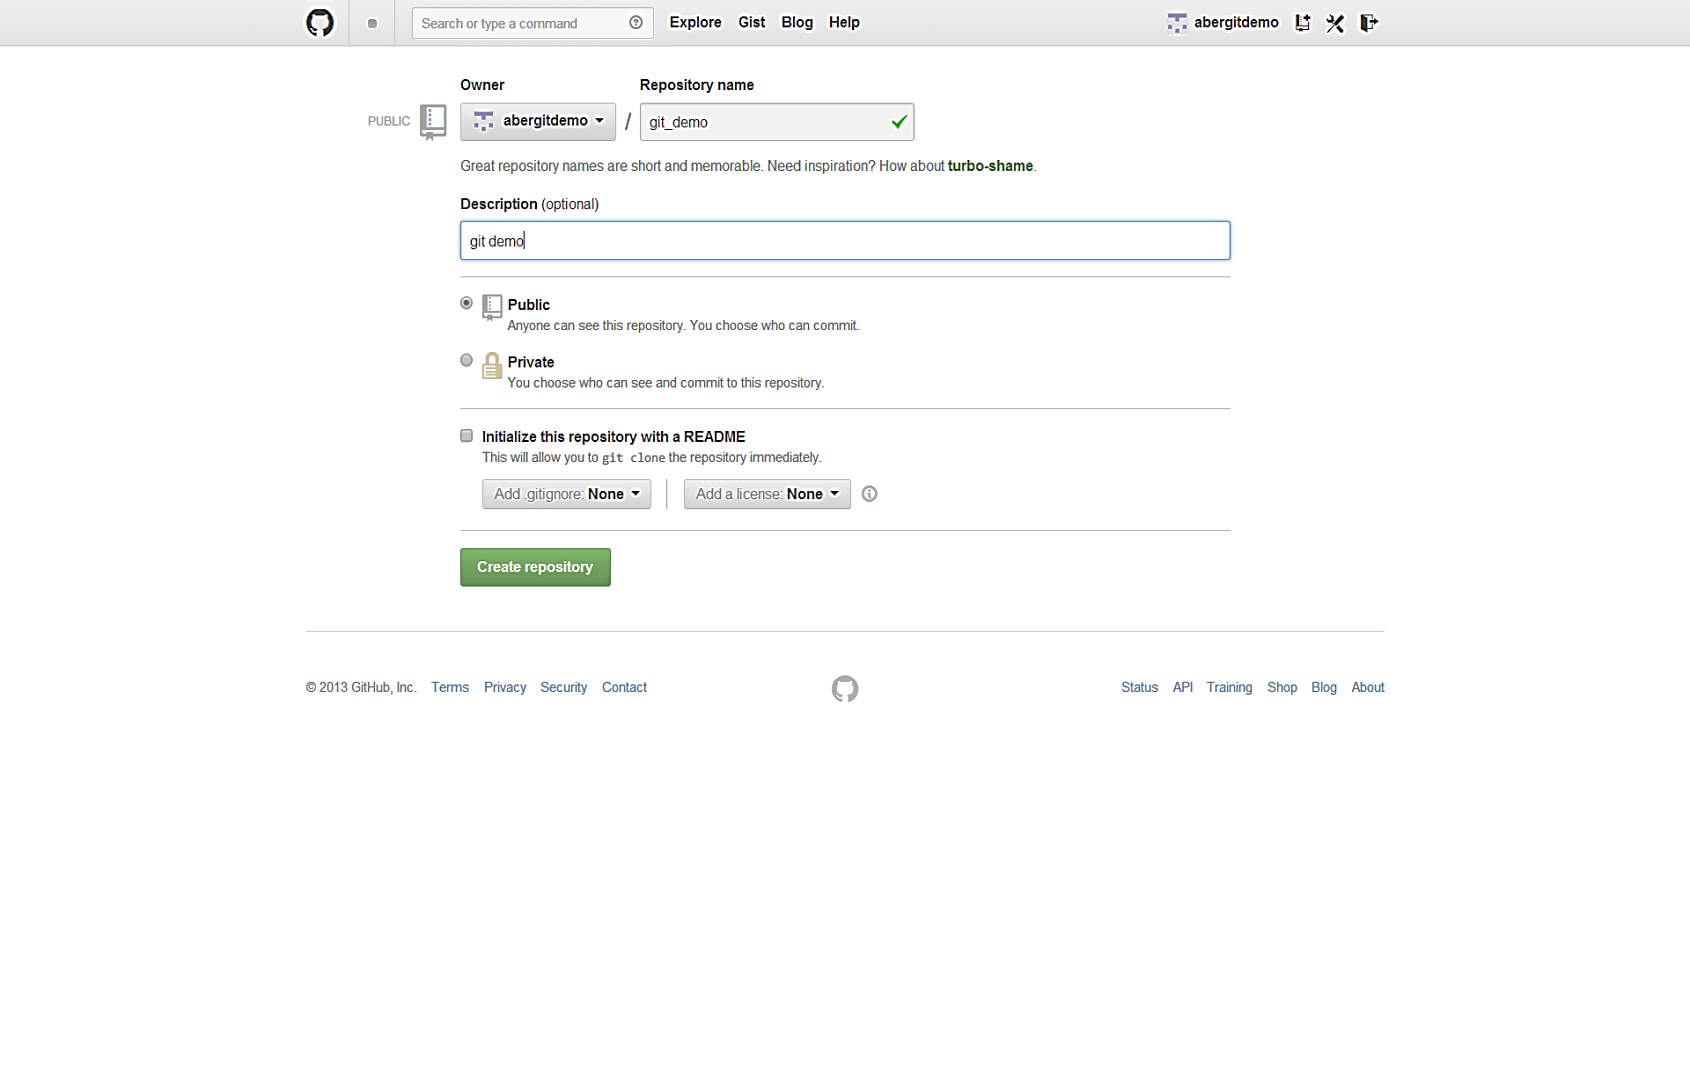 Search or type a command
Explore Gist Blog Help
abergitdemo
Owner Repository name
PUBLIC abergitdemo / git_demo
Great repository names are short and memorable. Need inspiration? How about turbo-shame.
Description (optional)
git demo
Public
Anyone can see this repository. You choose who can commit.
Private
You choose who can see and commit to this repository.
Initialize this repository with a README
This will allow you to git clone the repository immediately.
Add .gitignore: None Add a license: None
Create repository
© 2013 GitHub, Inc. Terms Privacy Security Contact
Status API Training Shop Blog About